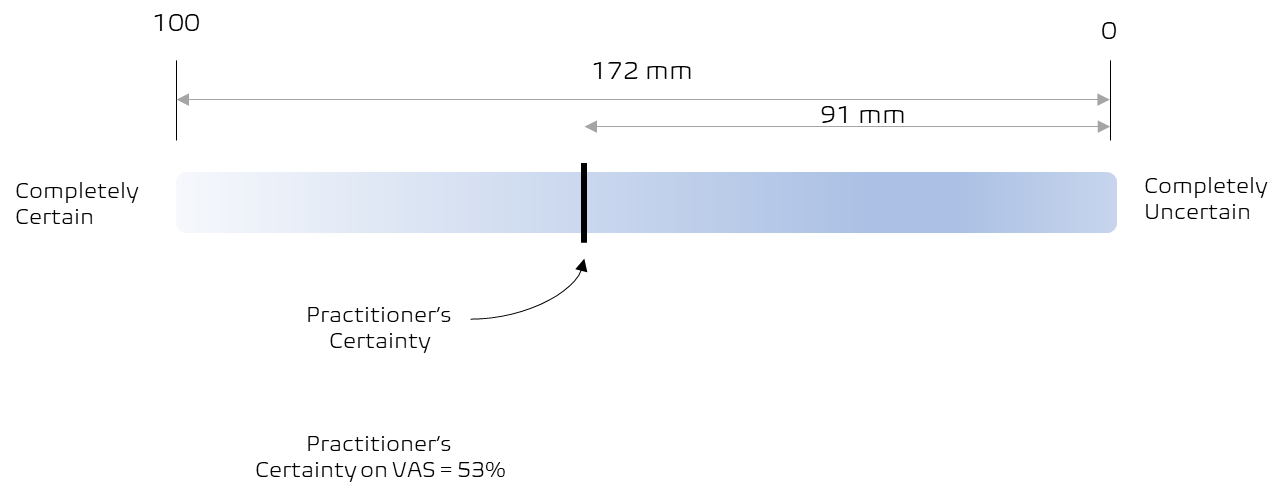 100
0
172 mm
91 mm
Completely
Certain
Completely
Uncertain
Practitioner's
Certainty
Practitioner's
Certainty on VAS = 53%